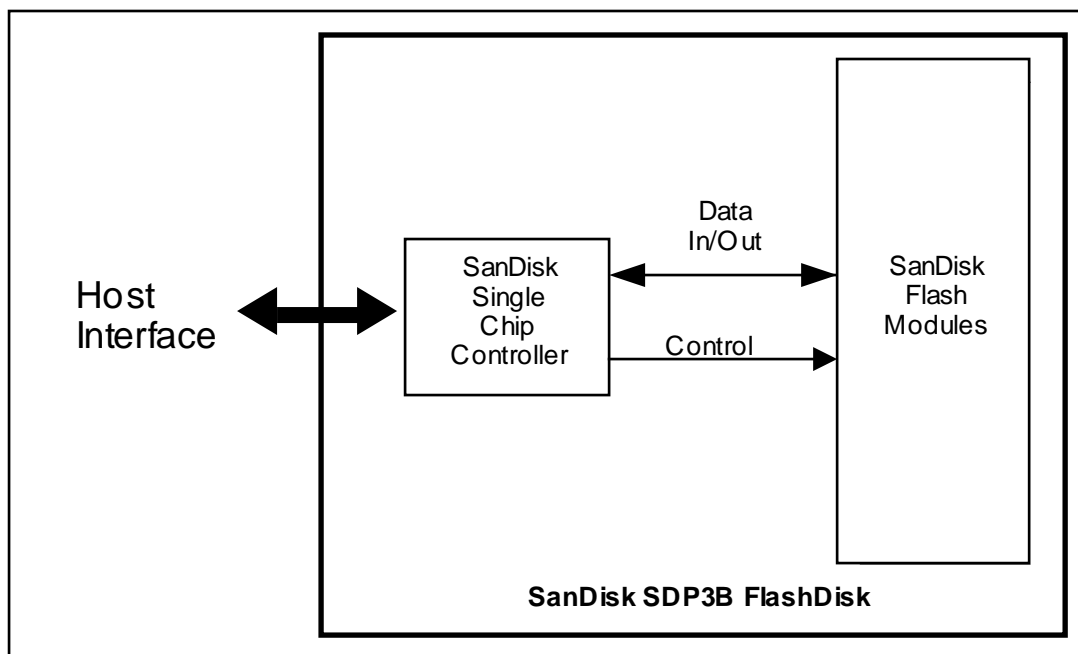 Host
Interface
SanDisk
Single
Chip
Controller
Data
In/Out
Control
SanDisk
Flash
Modules
SanDisk SDP3B FlashDisk